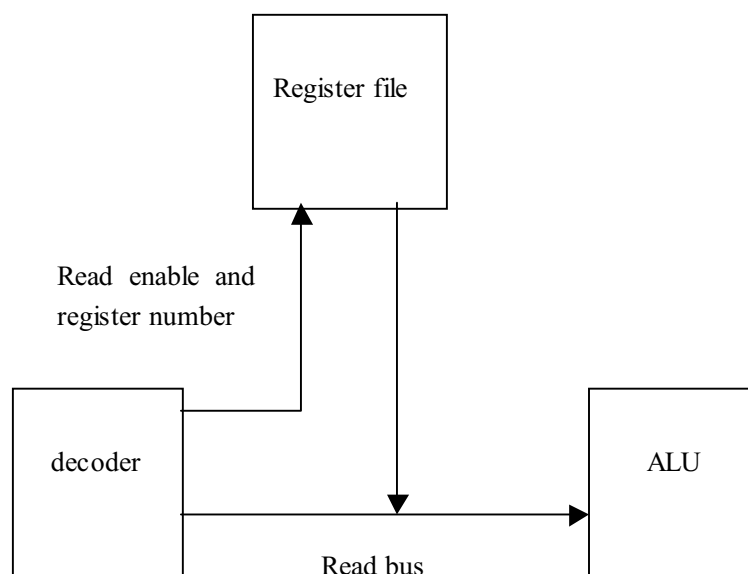 Register file
Read enable and
register number
decoder
ALU
Read bus